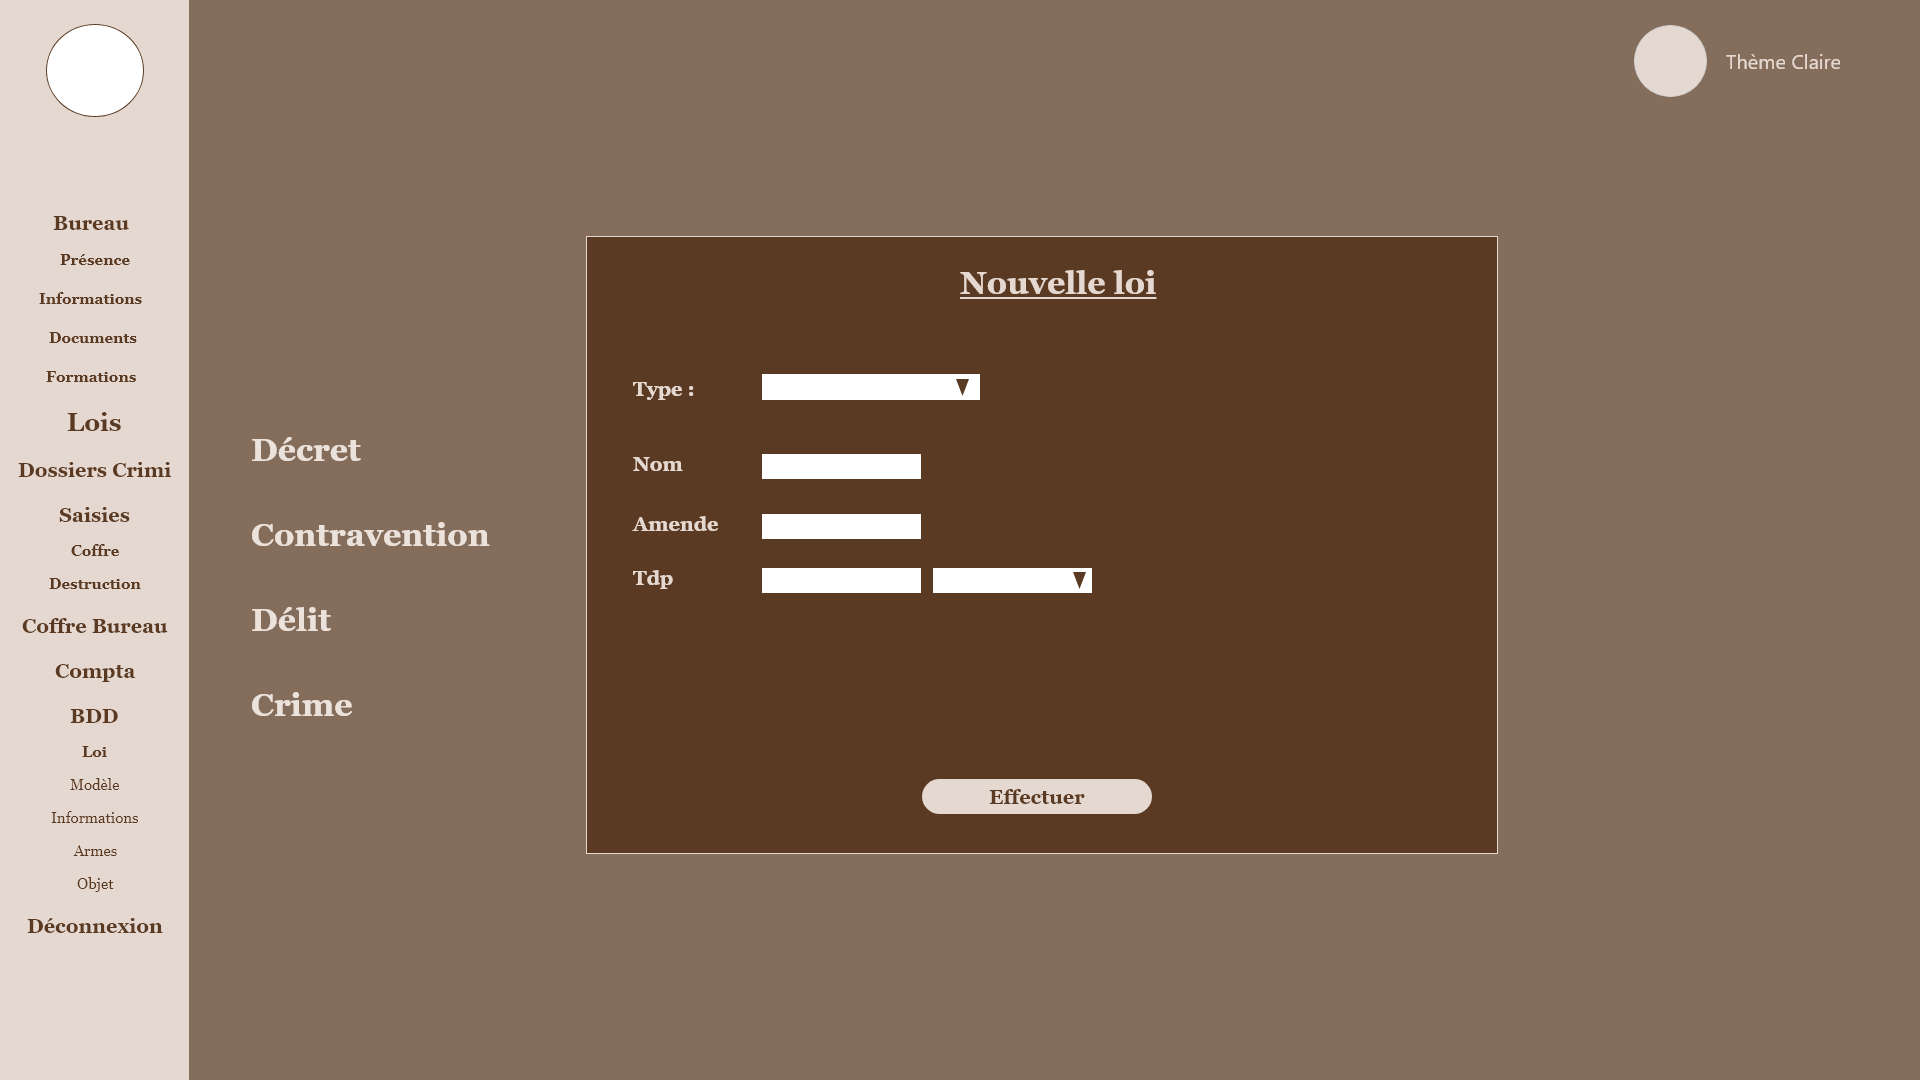 Bureau
Présence
Informations
Documents
Formations
Lois
Dossiers Crimi
Saisies
Coffre
Destruction
Coffre Bureau
Compta
BDD
Loi
Modèle
Informations
Armes
Objet
Déconnexion
Thème Claire
Décret
Contravention
Délit
Crime
Nouvelle loi
Type :
Nom
Amende
Tdp
Effectuer